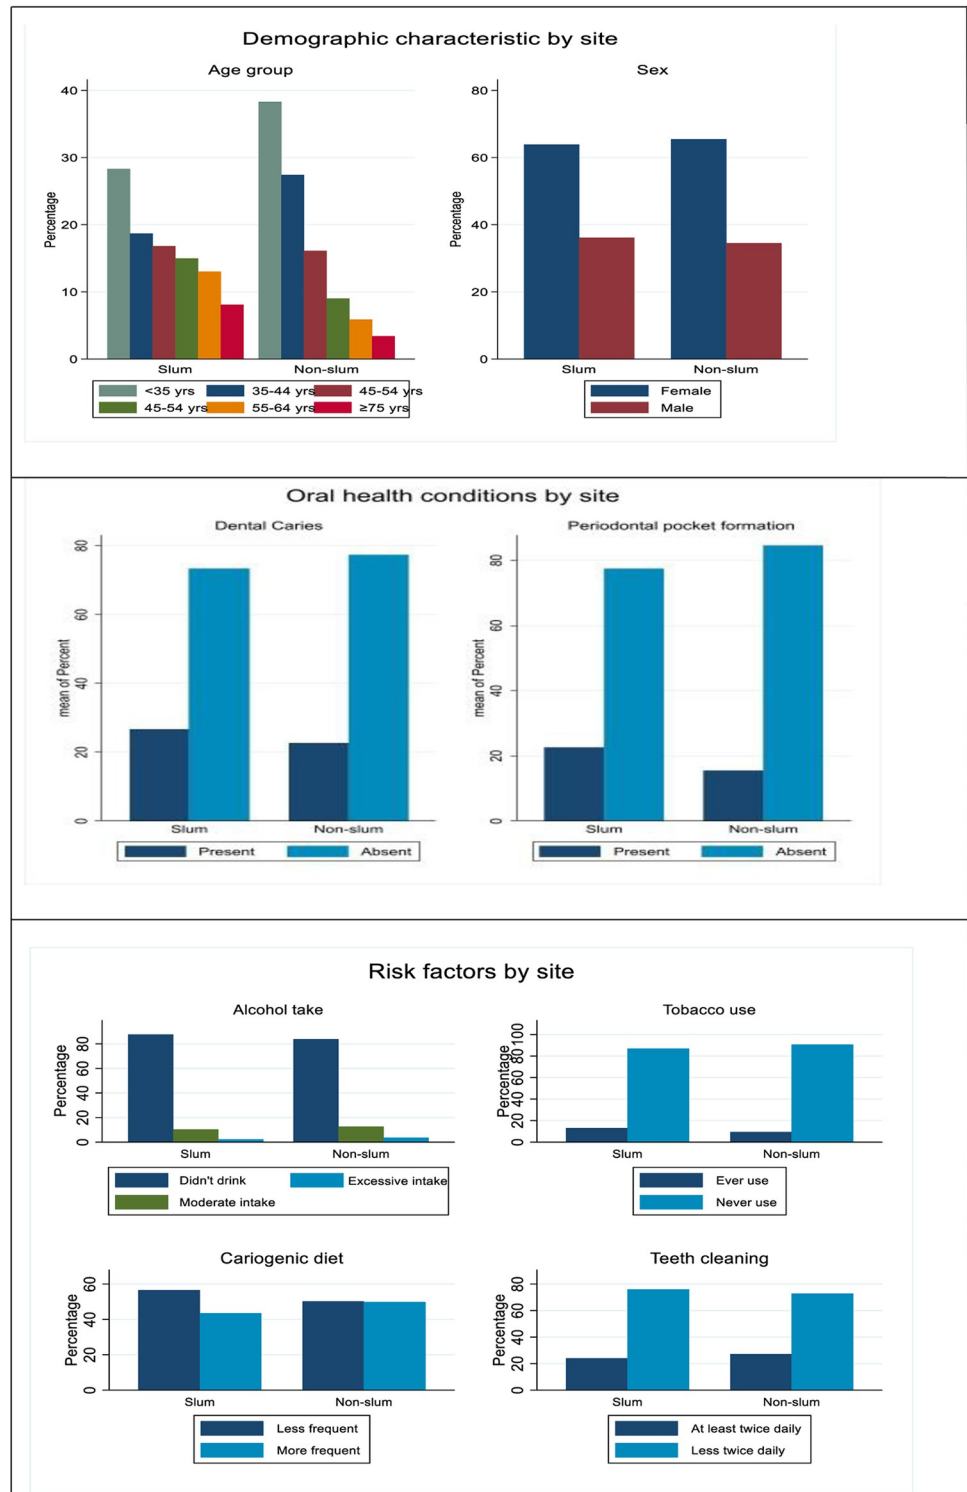 Demographic characteristic by site
Age group
Sex
Percentage
40
30
20
10
0
Slum
Non-slum
<35 yrs
35-44 yrs
45-54 yrs
45-54 yrs
55-64 yrs
≥75 yrs
Percentage
80
60
40
20
0
Slum
Non-slum
Female
Male
Oral health conditions by site
Dental Caries
Periodontal pocket formation
mean of Percent
80
60
40
20
0
Slum
Non-slum
Present
Absent
mean of Percent
80
60
40
20
0
Slum
Non-slum
Present
Absent
Risk factors by site
Alcohol take
Tobacco use
Percentage
80
60
40
20
0
Slum
Non-slum
Didn't drink
Excessive intake
Moderate intake
Percentage
100
80
60
40
20
0
Slum
Non-slum
Ever use
Never use
Cariogenic diet
Teeth cleaning
Percentage
60
40
20
0
Slum
Non-slum
Less frequent
More frequent
Percentage
80
60
40
20
0
Slum
Non-slum
At least twice daily
Less twice daily